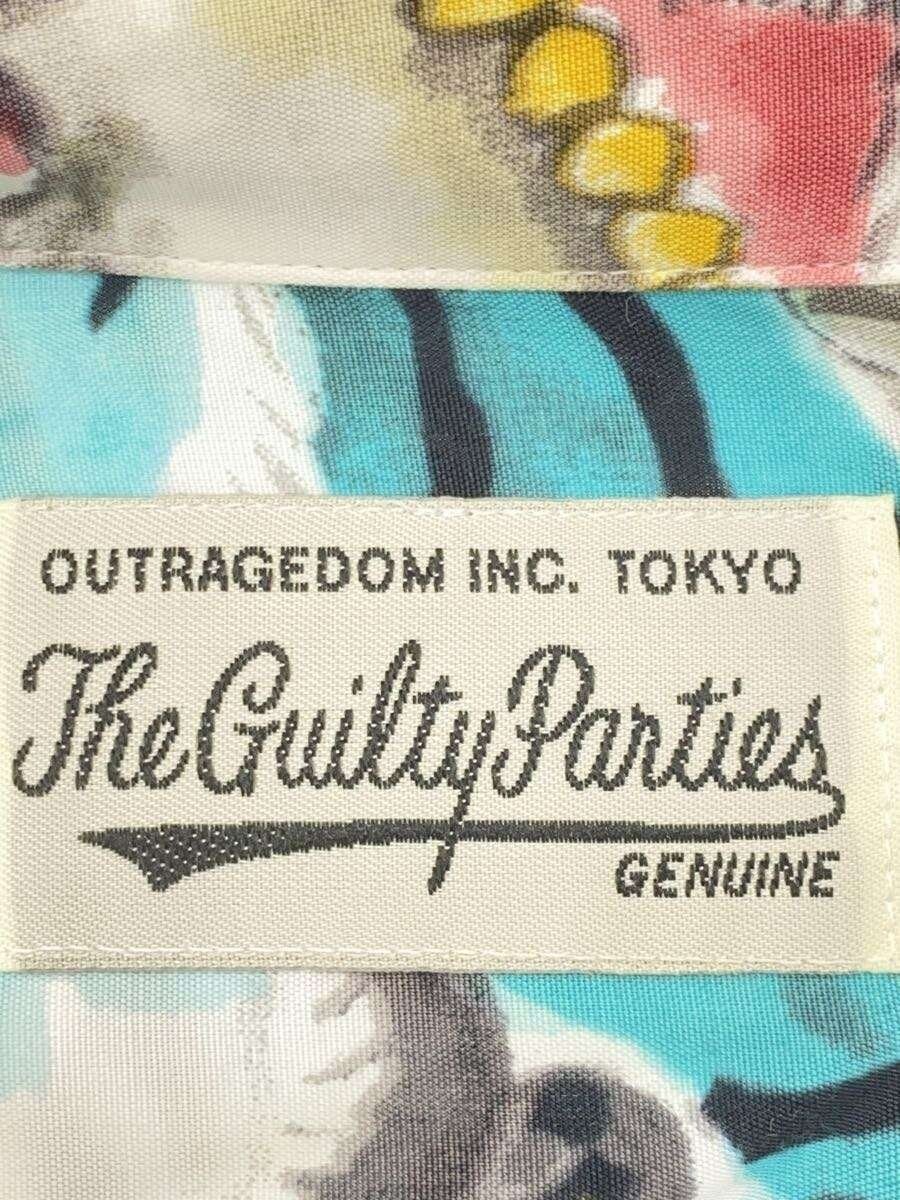 OUTRAGEDOM INC. TOKYO
The Guilty Parties
GENUINE